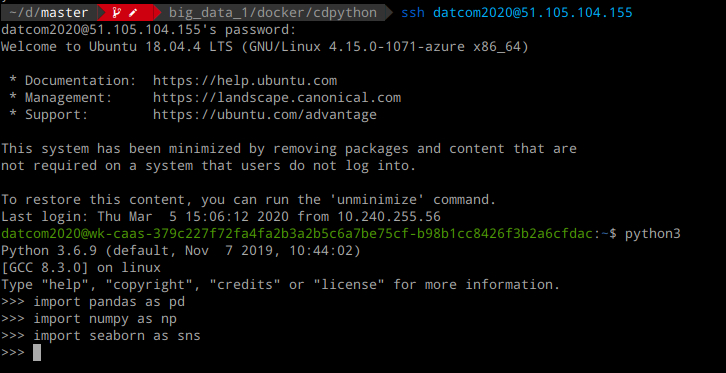 ~/d/master big_data_1/docker/cdpython ssh datcom2020@51.105.104.155
datcom2020@51.105.104.155's password:
Welcome to Ubuntu 18.04.4 LTS (GNU/Linux 4.15.0-1071-azure x86_64)
* Documentation: https://help.ubuntu.com
* Management: https://landscape.canonical.com
* Support: https://ubuntu.com/advantage
This system has been minimized by removing packages and content that are
not required on a system that users do not log into.
To restore this content, you can run the 'unminimize' command.
Last login: Thu Mar 5 15:06:12 2020 from 10.240.255.56
datcom2020@wk-caas-379c227f72fa4fa2b3a2b5c6a7be75cf-b98b1cc8426f3b2a6cfdac:~$ python3
Python 3.6.9 (default, Nov 7 2019, 10:44:02)
[GCC 8.3.0] on linux
Type "help", "copyright", "credits" or "license" for more information.
>>> import pandas as pd
>>> import numpy as np
>>> import seaborn as sns
>>>